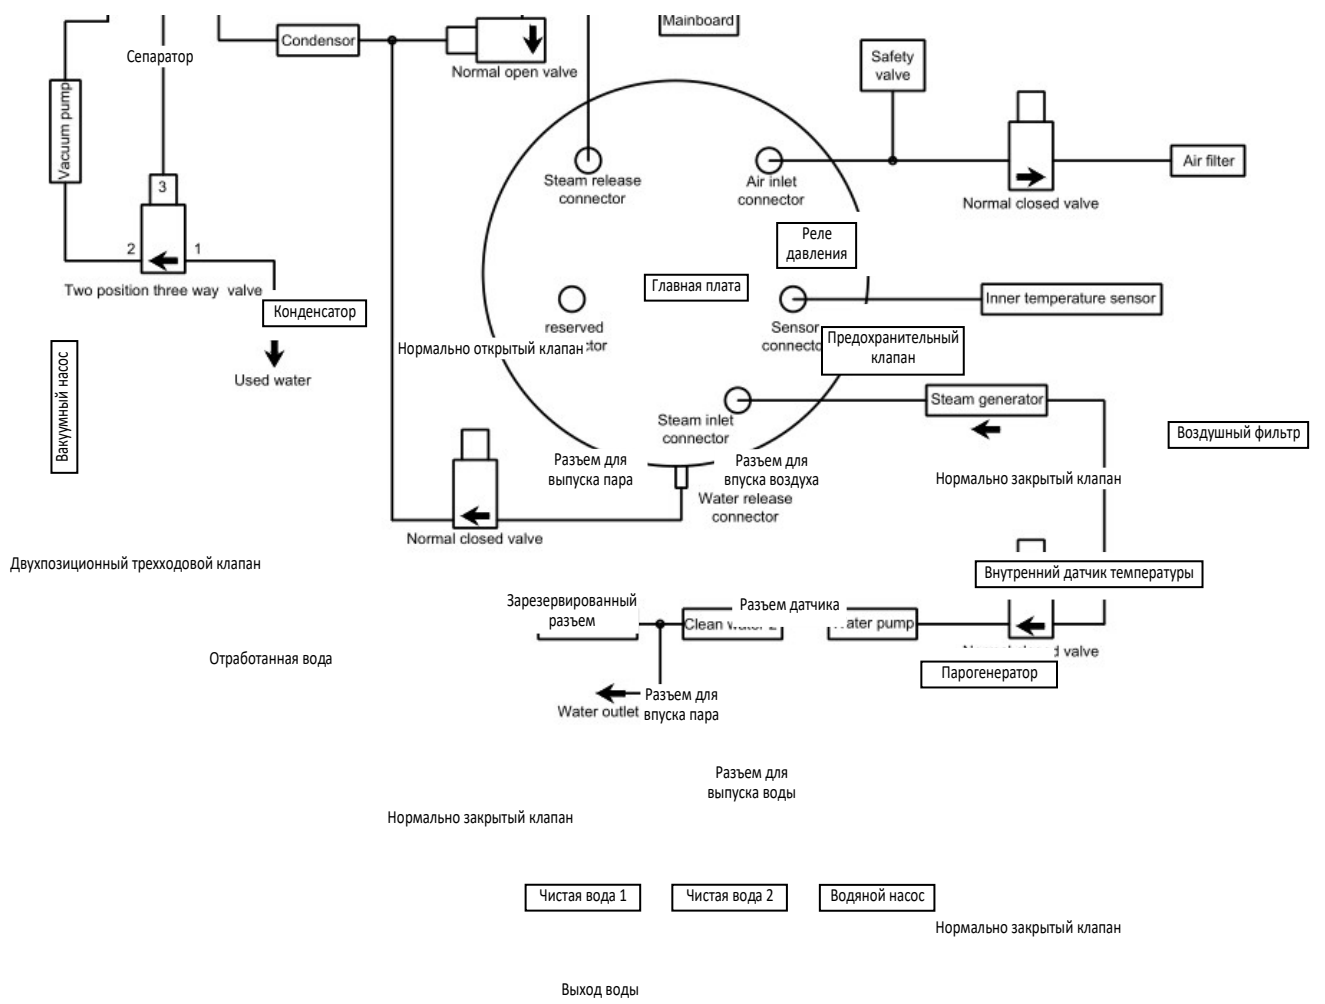 Mainboard
Condensor
Сепаратор
Normal open valve
Safety
valve
Vacuum pump
Air filter
3
Steam release
connector
Air inlet
connector
Normal closed valve
2
1
Реле
давления
Two position three way valve
Главная плата
Inner temperature sensor
Конденсатор
reserved
Sensor
Нормально открытый клапан
Предохранительный
клапан
Used water
Вакуумный насос
Steam generator
Steam inlet
connector
Воздушный фильтр
Разъем для
выпуска пара
Разъем для
впуска воздуха
Нормально закрытый клапан
Water release
connector
Normal closed valve
Двухпозиционный трехходовой клапан
Внутренний датчик температуры
Зарезервированный
разъем
Разъем датчика
Clean
pump
valve
Отработанная вода
Парогенератор
Разъем для
впуска пара
Water outlet
Разъем для
выпуска воды
Нормально закрытый клапан
Чистая вода 1
Чистая вода 2
Водяной насос
Нормально закрытый клапан
Выход воды